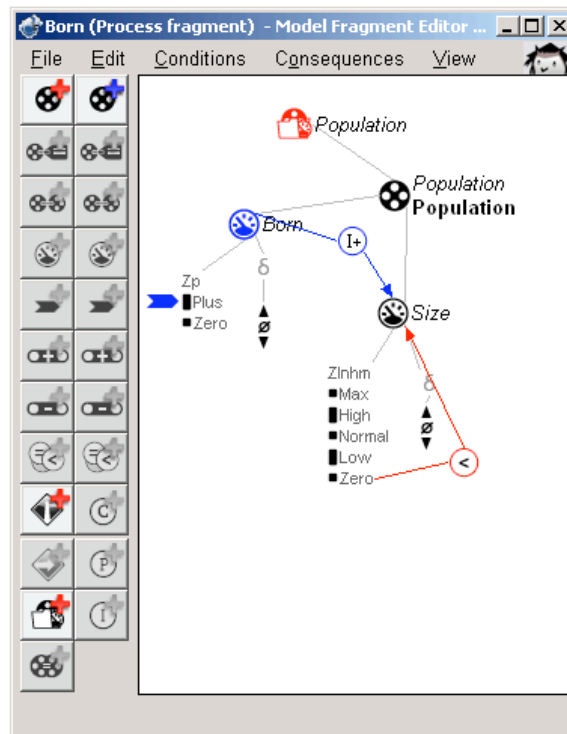 Born (Process fragment) - Model Fragment Editor ...
File Edit Conditions Consequences View
Population
Population
Population
Born
I+
δ
Zp
Plus
Zero
ø
Size
Zlnhm
Max
High
Normal
Low
Zero
δ
ø
<
C
P
I